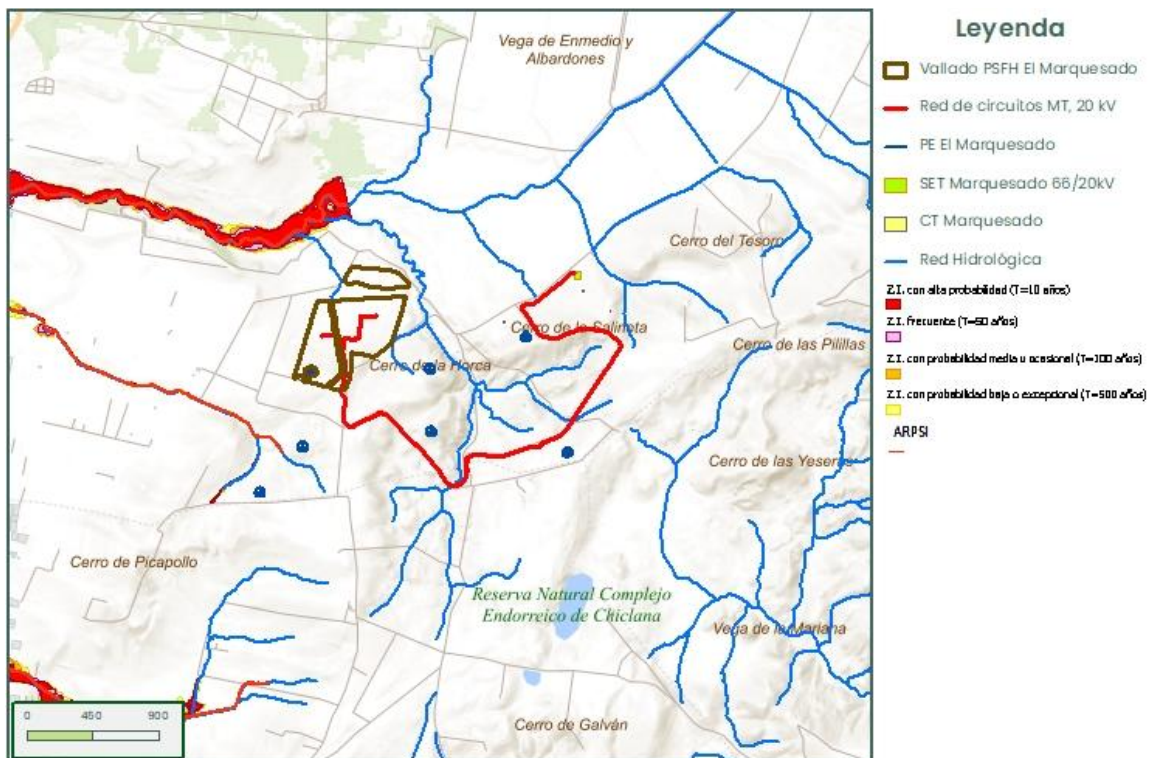 Leyenda
Vallado PSFH El Marquesado
Red de circuitos MT, 20 kV
PE El Marquesado
SET Marquesado 66/20kV
CT Marquesado
Red Hidrológica
Z.I. con alta probabilidad (T=10 años)
Z.I. frecuente (T=50 años)
Z.I. con probabilidad media u ocasional (T=100 años)
Z.I. con probabilidad baja o excepcional (T=500 años)
ARPSI
Vega de Enmedio y
Albardones
Cerro del Tesoro
Cerro de la Salineta
Cerro de las Pilillas
Cerro de la Horca
Cerro de las Yeseras
Cerro de Picapollo
Reserva Natural Complejo
Endorreico de Chiclana
Vega de la Mariana
Cerro de Galván
0 450 900